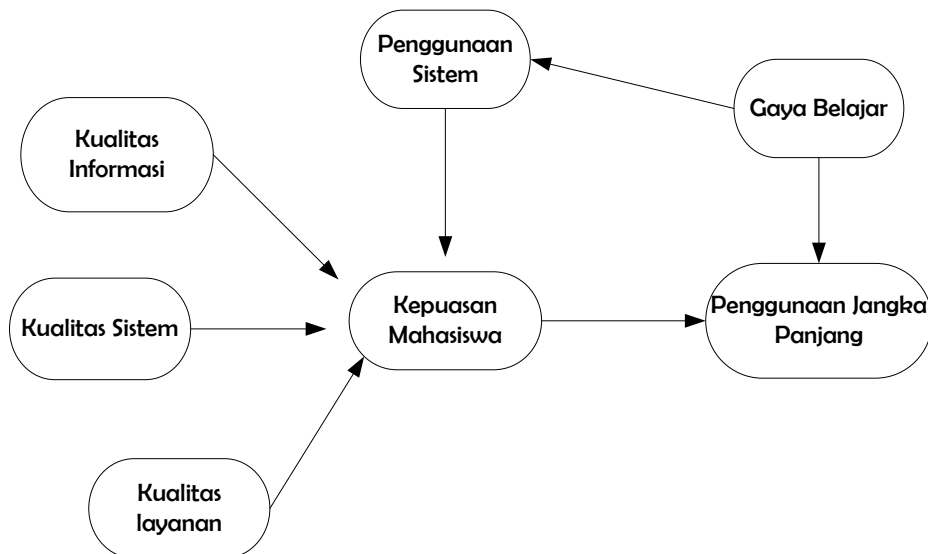 Penggunaan
Sistem
Gaya Belajar
Kualitas
Informasi
Kualitas Sistem
Kepuasan
Mahasiswa
Penggunaan Jangka
Panjang
Kualitas
layanan